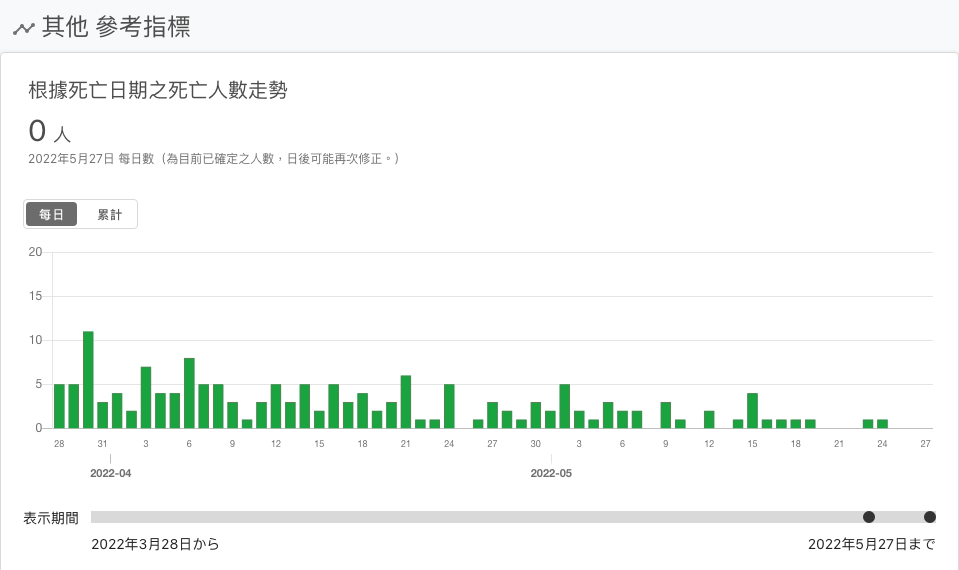 其他 參考指標
根據死亡日期之死亡人數走勢
0 人
2022年5月27日 每日數（為目前已確定之人數，日後可能再次修正。）
每日 累計
20
15
10
5
0
28 31 3 6 9 12 15 18 21 24 27 30 3 6 9 12 15 18 21 24 27
2022-04 2022-05
表示期間
2022年3月28日から 2022年5月27日まで